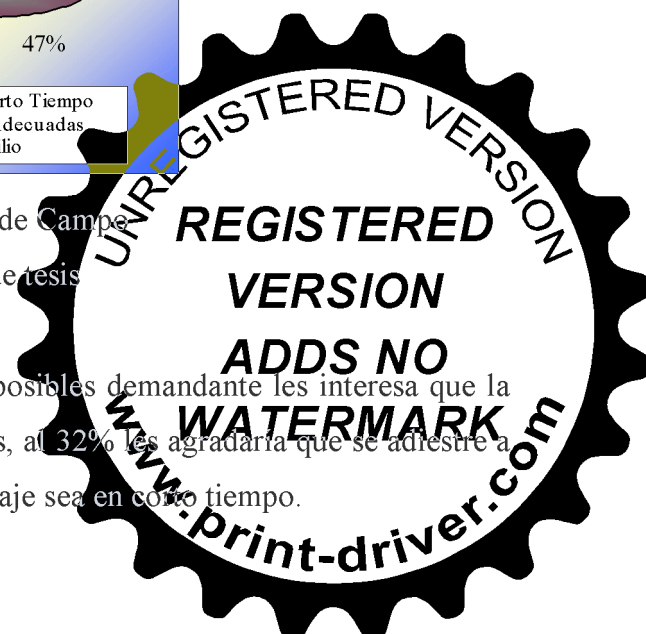 47%
rto Tiempo
decuadas
lio
de Campo
e tesis
posibles demandante les interesa que la
s, al 32% les agradaría que se adiestre a
aje sea en corto tiempo.
UNREGISTERED VERSION
REGISTERED
VERSION
ADDS NO
WATERMARK
www.print-driver.com